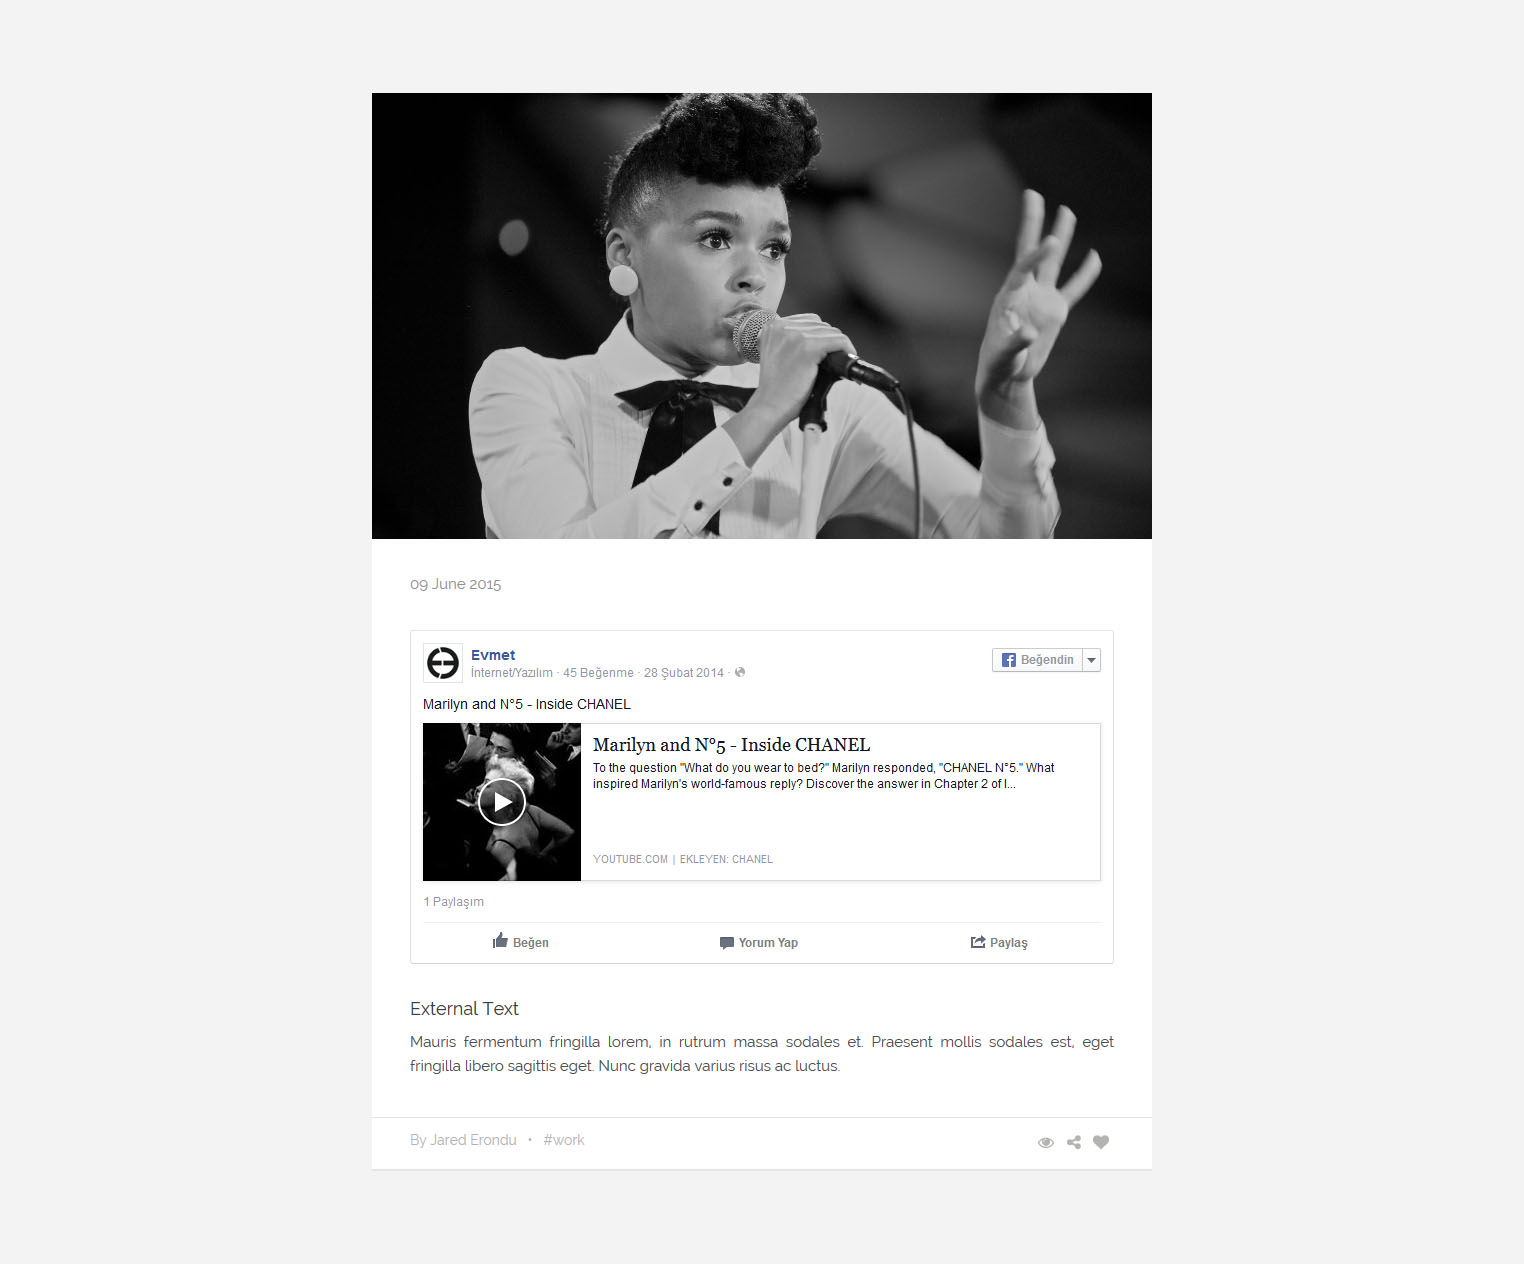 09 June 2015
Evmet
Beğendin
İnternet/Yazılım · 45 Beğenme · 28 Şubat 2014 ·
Marilyn and N°5 - Inside CHANEL
Marilyn and N°5 - Inside CHANEL
To the question "What do you wear to bed?" Marilyn responded, "CHANEL N°5." What
inspired Marilyn's world-famous reply? Discover the answer in Chapter 2 of I...
YOUTUBE.COM | EKLEYEN: CHANEL
1 Paylaşım
Beğen Yorum Yap Paylaş
External Text
Mauris fermentum fringilla lorem, in rutrum massa sodales et. Praesent mollis sodales est, eget
fringilla libero sagittis eget. Nunc gravida varius risus ac luctus.
By Jared Erondu • #work